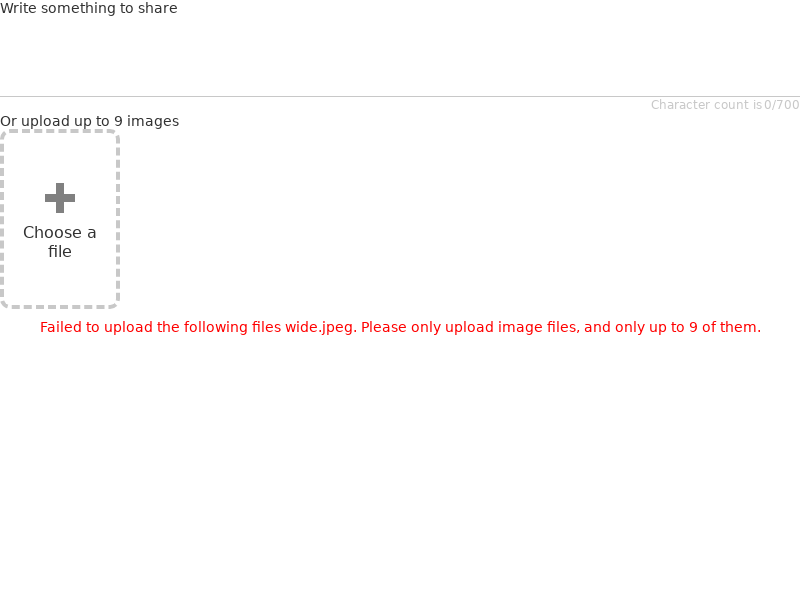 Write something to share
Character count is 0/700
Or upload up to 9 images
Choose a
file
Failed to upload the following files wide.jpeg. Please only upload image files, and only up to 9 of them.